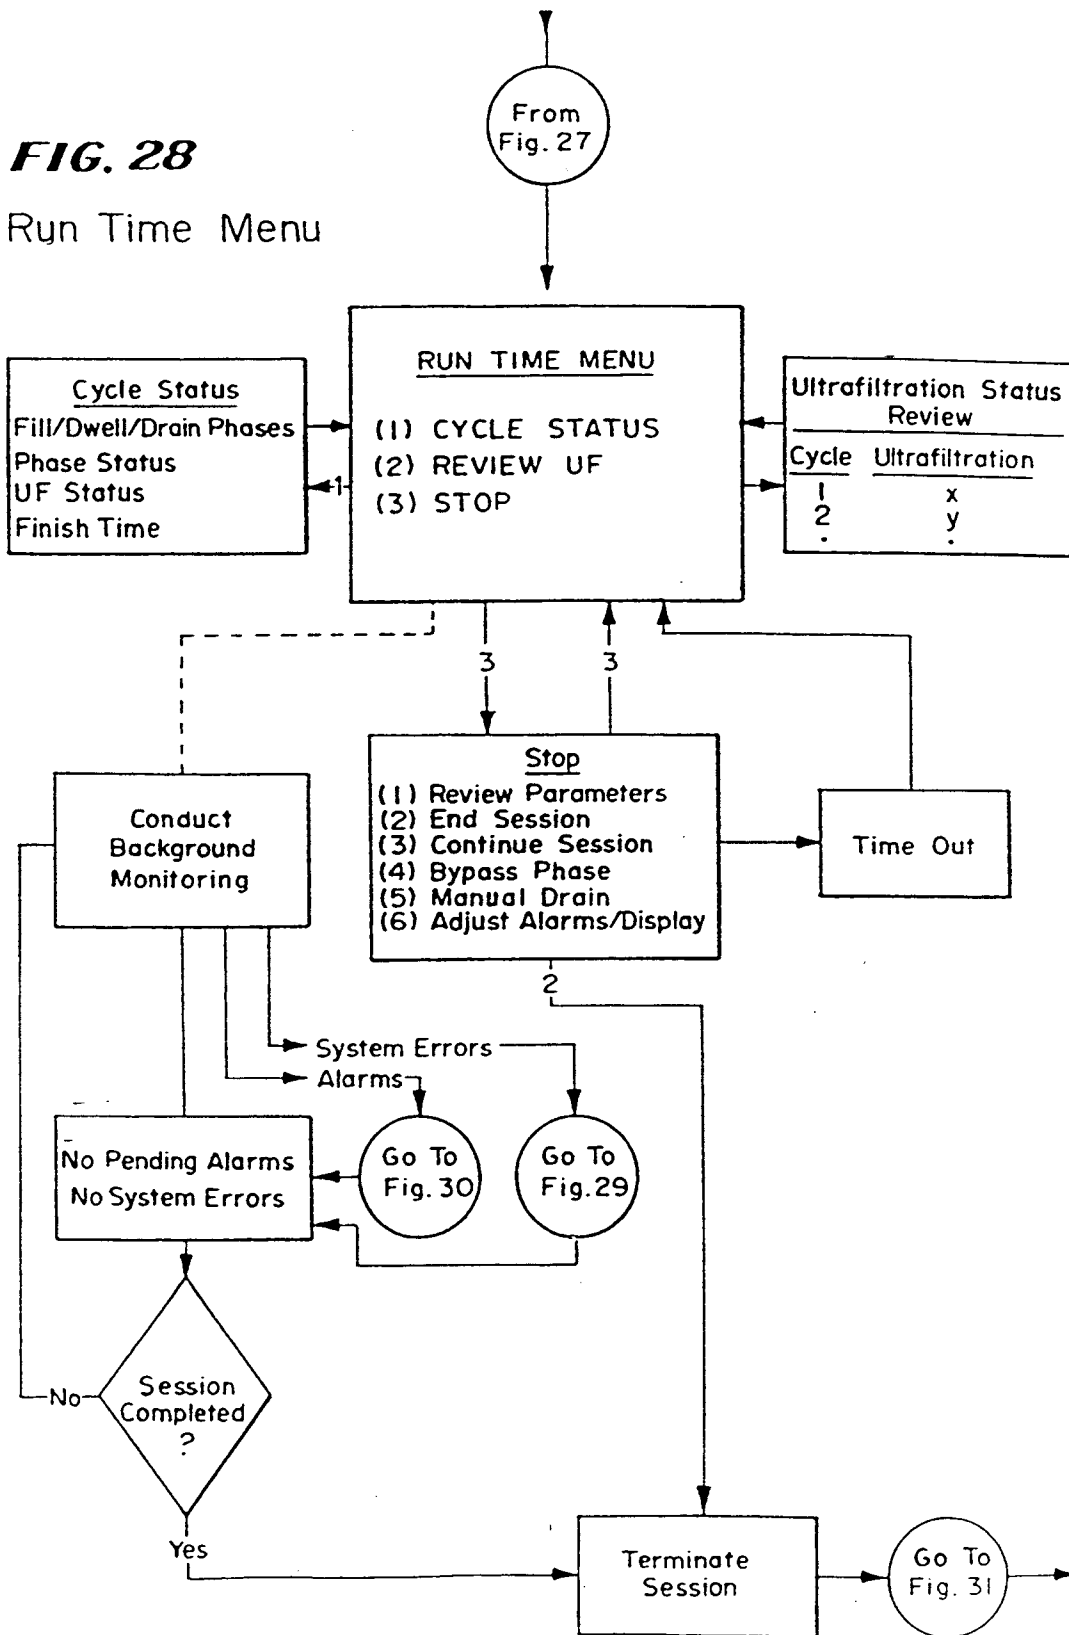 From
Fig. 27
FIG. 28
Run Time Menu
RUN TIME MENU
(1) CYCLE STATUS
(2) REVIEW UF
(3) STOP
Cycle Status
Fill/Dwell/Drain Phases
Phase Status
UF Status
Finish Time
1
Ultrafiltration Status
Review
Cycle Ultrafiltration
1 x
2 y
. .
3
3
Stop
(1) Review Parameters
(2) End Session
(3) Continue Session
(4) Bypass Phase
(5) Manual Drain
(6) Adjust Alarms/Display
Time Out
Conduct
Background
Monitoring
2
System Errors
Alarms
No Pending Alarms
No System Errors
Go To
Fig. 30
Go To
Fig. 29
Session
Completed
?
No
Yes
Terminate
Session
Go To
Fig. 31